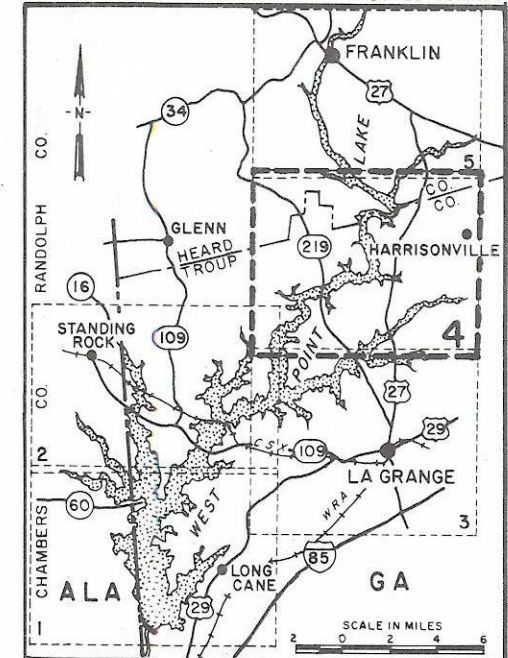 FRANKLIN
27
34
N
CO.
LAKE
5
CO.
CO.
GLENN
HEARD
TROUP
219
HARRISONVILLE
RANDOLPH
16
STANDING
ROCK
109
POINT
4
27
29
CO.
CSX
109
LA GRANGE
2
60
WEST
W.R.A.
3
CHAMBERS
85
ALA
LONG
CANE
GA
29
1
SCALE IN MILES
2 0 2 4 6